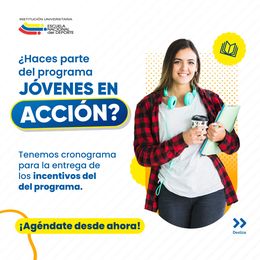 INSTITUCIÓN UNIVERSITARIA
ESCUELA
NACIONAL
del DEPORTE
¿Haces parte
del programa
JÓVENES EN
ACCIÓN?
Tenemos cronograma
para la entrega de
los incentivos del
del programa.
¡Agéndate desde ahora!
Desliza